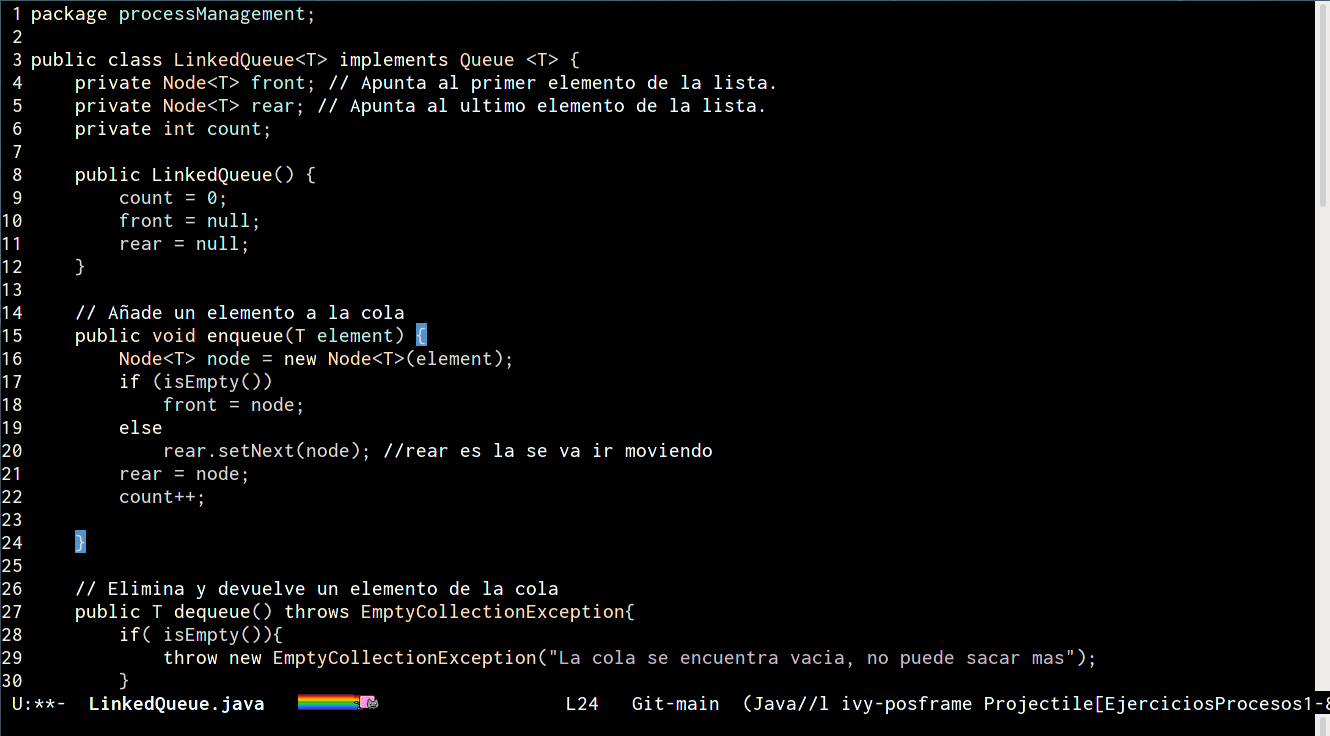 1 package processManagement;
2
3 public class LinkedQueue<T> implements Queue <T> {
4     private Node<T> front; // Apunta al primer elemento de la lista.
5     private Node<T> rear; // Apunta al ultimo elemento de la lista.
6     private int count;
7
8     public LinkedQueue() {
9         count = 0;
10         front = null;
11         rear = null;
12     }
13
14     // Añade un elemento a la cola
15     public void enqueue(T element) {
16         Node<T> node = new Node<T>(element);
17         if (isEmpty())
18             front = node;
19         else
20             rear.setNext(node); //rear es la se va ir moviendo
21         rear = node;
22         count++;
23
24     }
25
26     // Elimina y devuelve un elemento de la cola
27     public T dequeue() throws EmptyCollectionException{
28         if( isEmpty()){
29             throw new EmptyCollectionException("La cola se encuentra vacia, no puede sacar mas");
30         }
U:**-  LinkedQueue.java  L24  Git-main  (Java//l ivy-posframe Projectile[EjerciciosProcesos1-8